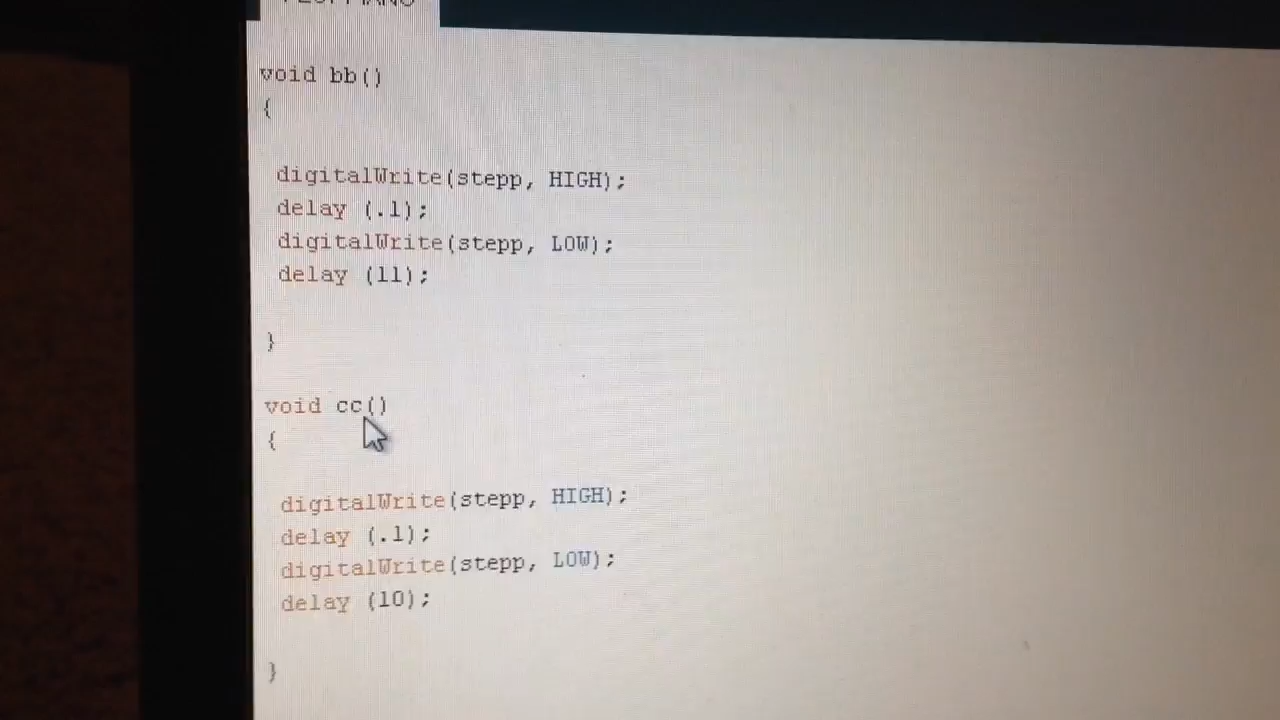 void bb()
{
digitalWrite(stepp, HIGH);
delay (.1);
digitalWrite(stepp, LOW);
delay (11);
}
void cc()
{
digitalWrite(stepp, HIGH);
delay (.1);
digitalWrite(stepp, LOW);
delay (10);
}